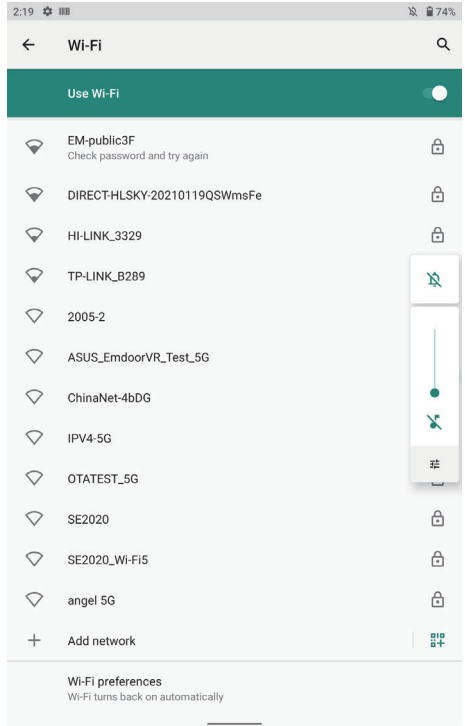 2:19 74%
Wi-Fi
Use Wi-Fi
EM-public3F
Check password and try again
DIRECT-HLSKY-20210119QSWmsFe
HI-LINK_3329
TP-LINK_B289
2005-2
ASUS_EmdoorVR_Test_5G
ChinaNet-4bDG
IPV4-5G
OTATEST_5G
SE2020
SE2020_Wi-Fi5
angel 5G
Add network
Wi-Fi preferences
Wi-Fi turns back on automatically